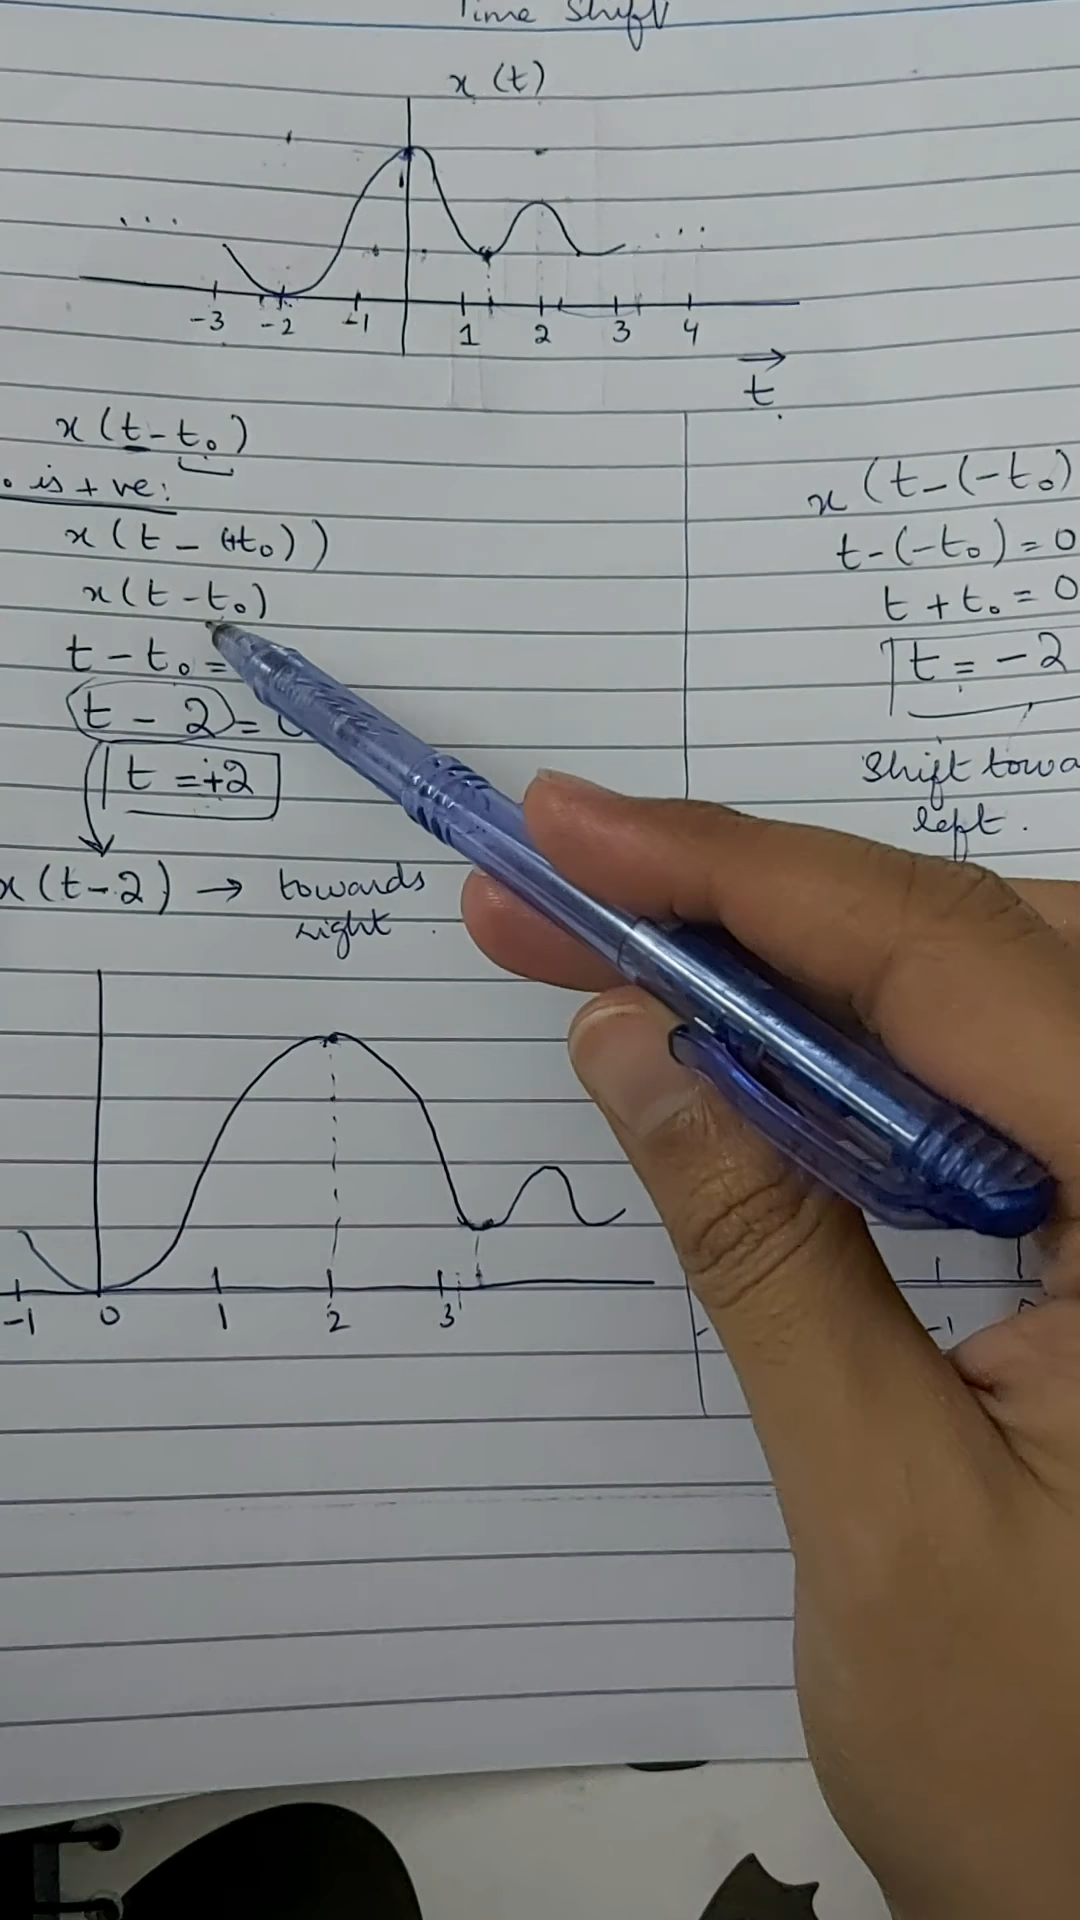 Time Shift
x (t)
...
...
-3 -2 -1 1 2 3 4
t
x (t - t₀)
is +ve:
x (t - (+t₀))
x (t - t₀)
t - t₀ =
t - 2 =
t = +2
x (t-2) → towards
right.
-1 0 1 2 3
x (t-(-t₀)
t-(-t₀) = 0
t + t₀ = 0
t = -2
Shift towa
left.
-1